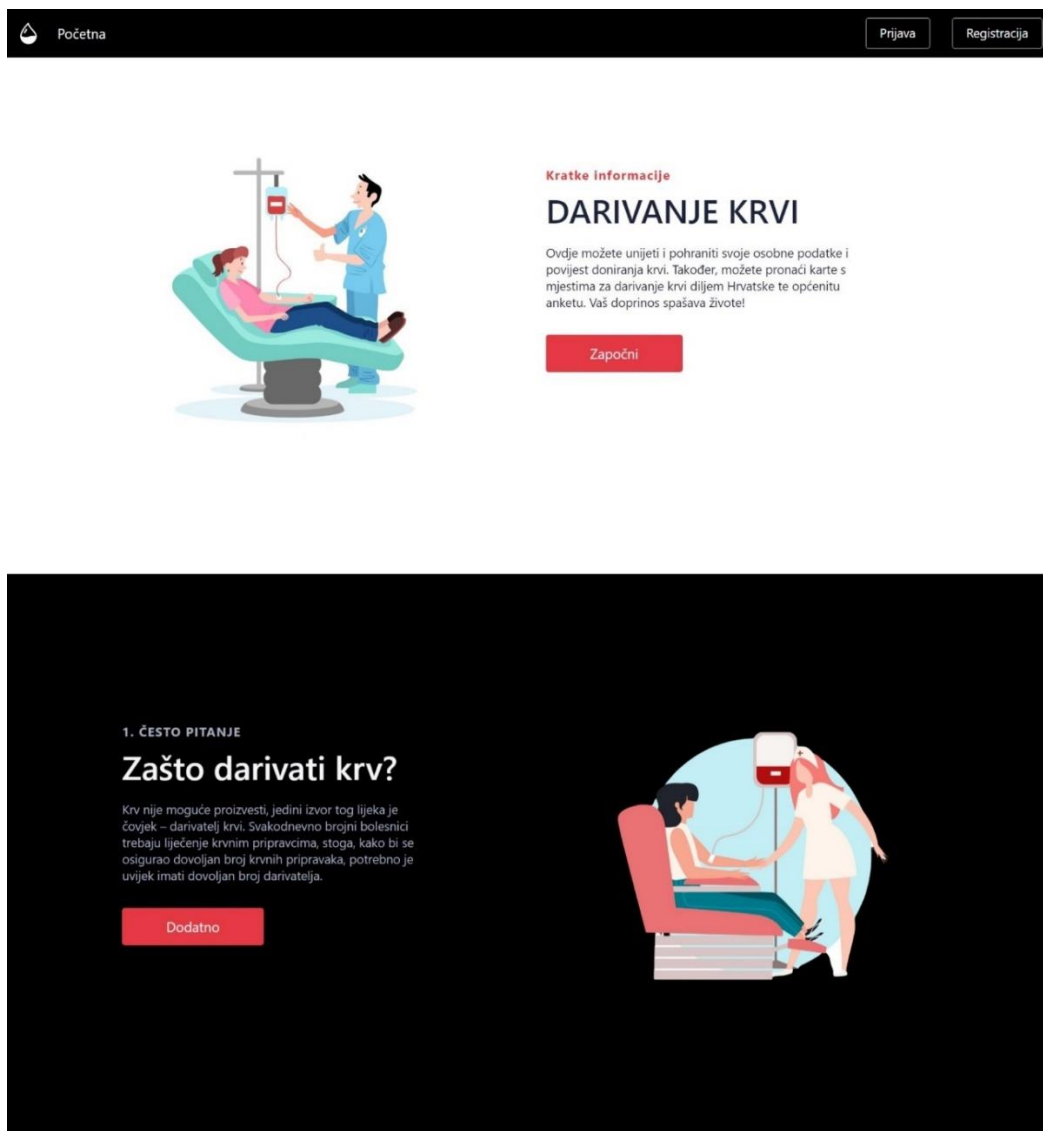 Početna
Prijava
Registracija
Kratke informacije
DARIVANJE KRVI
Ovdje možete unijeti i pohraniti svoje osobne podatke i
povijest doniranja krvi. Također, možete pronaći karte s
mjestima za darivanje krvi diljem Hrvatske te općenitu
anketu. Vaš doprinos spašava živote!
Započni
1. ČESTO PITANJE
Zašto darivati krv?
Krv nije moguće proizvesti, jedini izvor tog lijeka je
čovjek – darivatelj krvi. Svakodnevno brojni bolesnici
trebaju liječenje krvnim pripravcima, stoga, kako bi se
osigurao dovoljan broj krvnih pripravaka, potrebno je
uvijek imati dovoljan broj darivatelja.
Dodatno